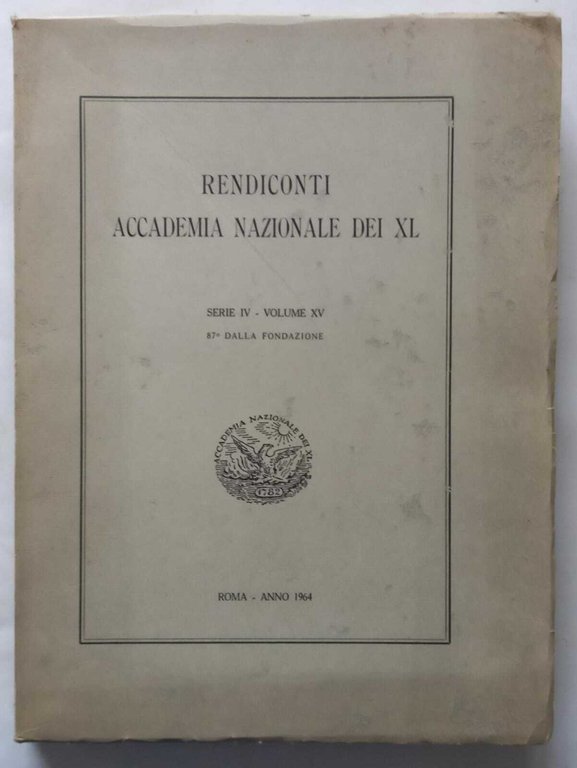 RENDICONTI
ACCADEMIA NAZIONALE DEI XL
SERIE IV - VOLUME XV
87º DALLA FONDAZIONE
ACCADEMIA NAZIONALE DEI XL
1782
ROMA - ANNO 1964